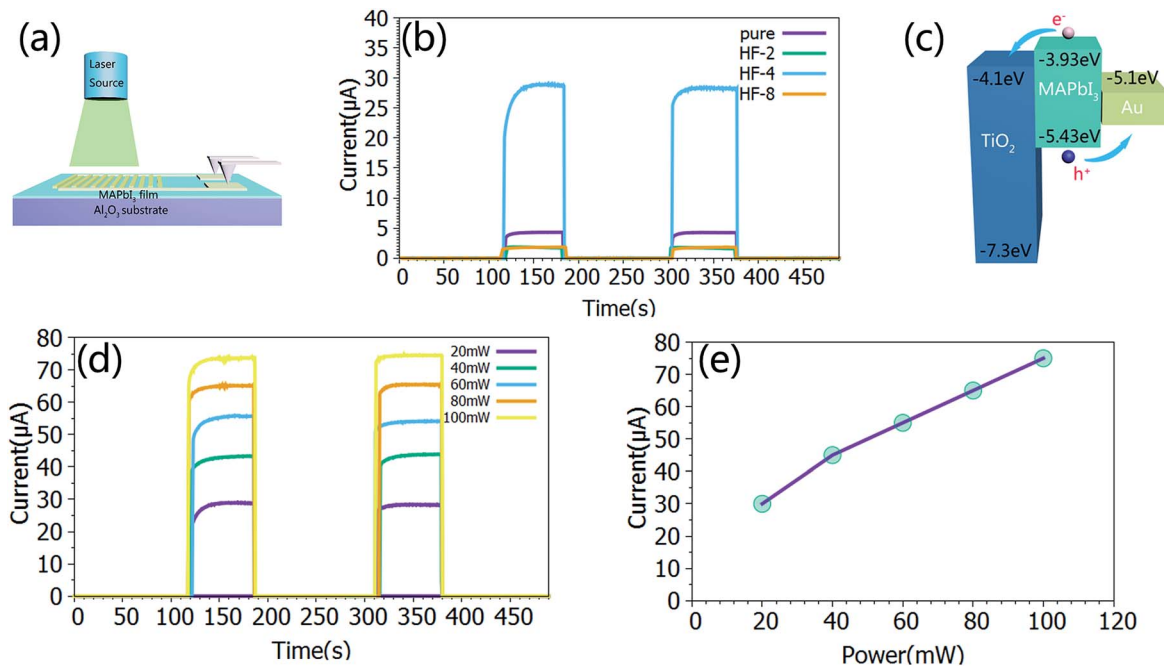 (a)
Laser
Source
MAPbI₃ film
Al₂O₃ substrate
(b)
Current(μA)
40
35
30
25
20
15
10
5
0
0 50 100 150 200 250 300 350 400 450
Time(s)
pure
HF-2
HF-4
HF-8
(c)
e⁻
-4.1eV
-3.93eV
-5.1eV
MAPbI₃
Au
TiO₂
-5.43eV
h⁺
-7.3eV
(d)
Current(μA)
80
70
60
50
40
30
20
10
0
0 50 100 150 200 250 300 350 400 450
Time(s)
20mW
40mW
60mW
80mW
100mW
(e)
Current(μA)
80
70
60
50
40
30
20
10
0
0 20 40 60 80 100 120
Power(mW)